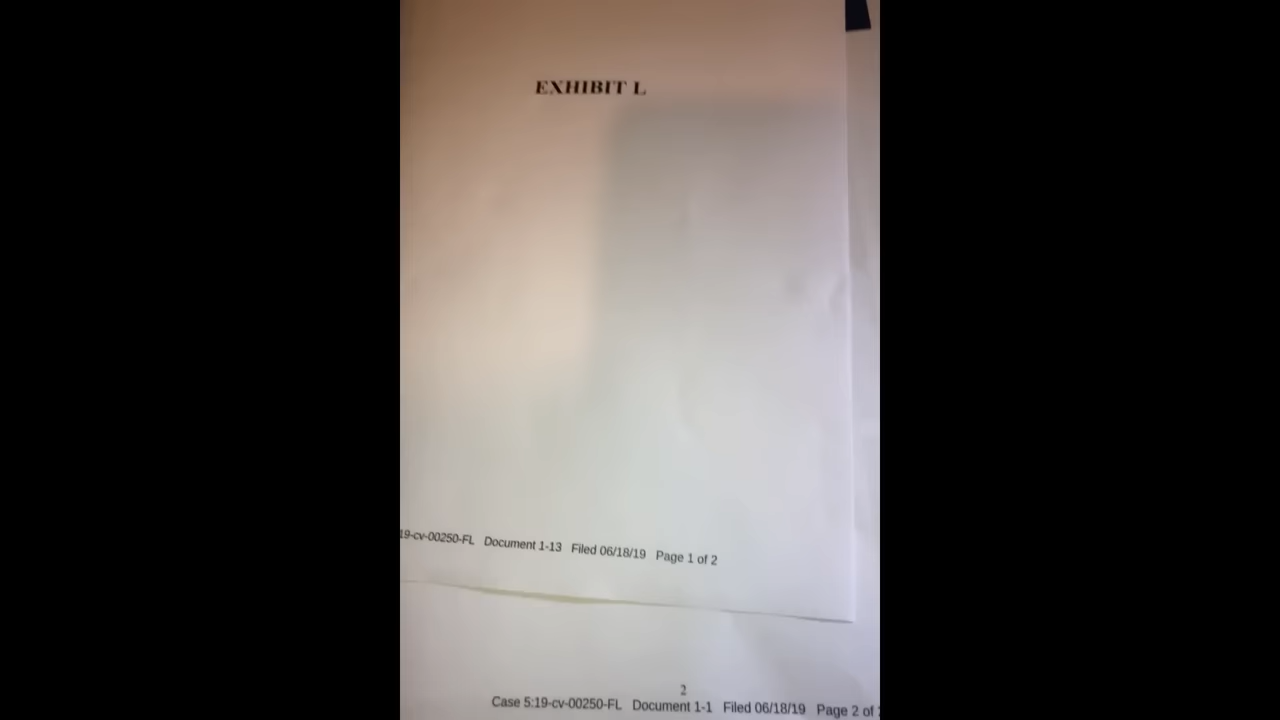 EXHIBIT L
19-cv-00250-FL Document 1-13 Filed 06/18/19 Page 1 of 2
2
Case 5:19-cv-00250-FL Document 1-1 Filed 06/18/19 Page 2 of